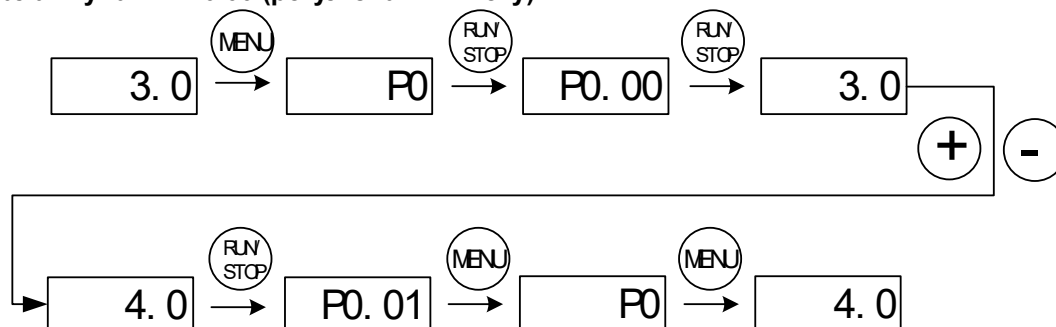 MENU RUN/ STOP RUN/ STOP
3. 0 P0 P0. 00 3. 0
+ -
RUN/ STOP MENU MENU
4. 0 P0. 01 P0 4. 0